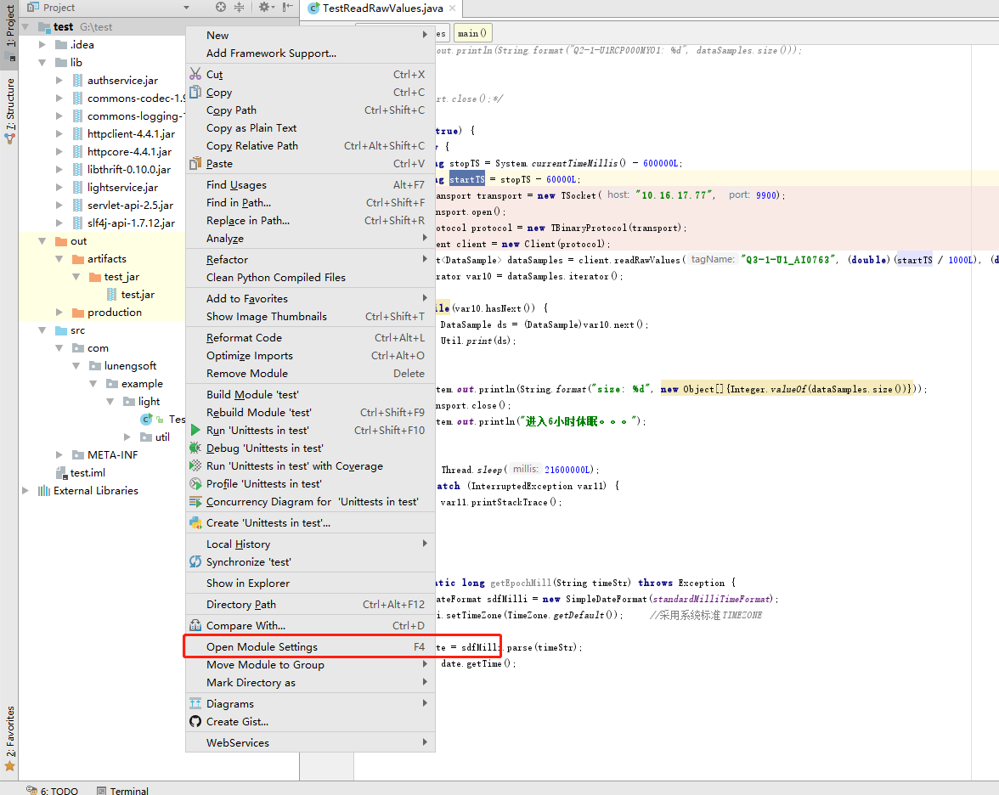 Project
TestReadRawValues.java
1: Project
7: Structure
2: Favorites
test G:\test
.idea
lib
authservice.jar
commons-codec-1.9
commons-logging-
httpclient-4.4.1.jar
httpcore-4.4.1.jar
libthrift-0.10.0.jar
lightservice.jar
servlet-api-2.5.jar
slf4j-api-1.7.12.jar
out
artifacts
test_jar
test.jar
production
src
com
lunengsoft
example
light
Tes
util
META-INF
test.iml
External Libraries
New
Add Framework Support...
Cut Ctrl+X
Copy Ctrl+C
Copy Path Ctrl+Shift+C
Copy as Plain Text
Copy Relative Path Ctrl+Alt+Shift+C
Paste Ctrl+V
Find Usages Alt+F7
Find in Path... Ctrl+Shift+F
Replace in Path... Ctrl+Shift+R
Analyze
Refactor
Clean Python Compiled Files
Add to Favorites
Show Image Thumbnails Ctrl+Shift+T
Reformat Code Ctrl+Alt+L
Optimize Imports Ctrl+Alt+O
Remove Module Delete
Build Module 'test'
Rebuild Module 'test' Ctrl+Shift+F9
Run 'Unittests in test' Ctrl+Shift+F10
Debug 'Unittests in test'
Run 'Unittests in test' with Coverage
Profile 'Unittests in test'
Concurrency Diagram for 'Unittests in test'
Create 'Unittests in test'...
Local History
Synchronize 'test'
Show in Explorer
Directory Path Ctrl+Alt+F12
Compare With... Ctrl+D
Open Module Settings F4
Move Module to Group
Mark Directory as
Diagrams
Create Gist...
WebServices
es main()
out.println(String.format("Q2-1-U1RCP000MY01: %d", dataSamples.size()));
rt.close();*/
true) {
y {
ng stopTS = System.currentTimeMillis() - 600000L;
ng startTS = stopTS - 60000L;
ansport transport = new TSocket( host: "10.16.17.77", port: 9900);
nsport.open();
otocol protocol = new TBinaryProtocol(transport);
ent client = new Client(protocol);
t<DataSample> dataSamples = client.readRawValues( tagName: "Q3-1-U1_AI0763", (double)(startTS / 1000L), (d
erator var10 = dataSamples.iterator();
ile(var10.hasNext()) {
DataSample ds = (DataSample)var10.next();
Util.print(ds);
tem.out.println(String.format("size: %d", new Object[]{Integer.valueOf(dataSamples.size())}));
nsport.close();
tem.out.println("进入6小时休眠。。。");
Thread.sleep( millis: 21600000L);
atch (InterruptedException var11) {
var11.printStackTrace();
atic long getEpochMill(String timeStr) throws Exception {
DateFormat sdfMilli = new SimpleDateFormat(standardMilliTimeFormat);
i.setTimeZone(TimeZone.getDefault()); //采用系统标准TIMEZONE
te = sdfMilli.parse(timeStr);
date.getTime();
6: TODO Terminal